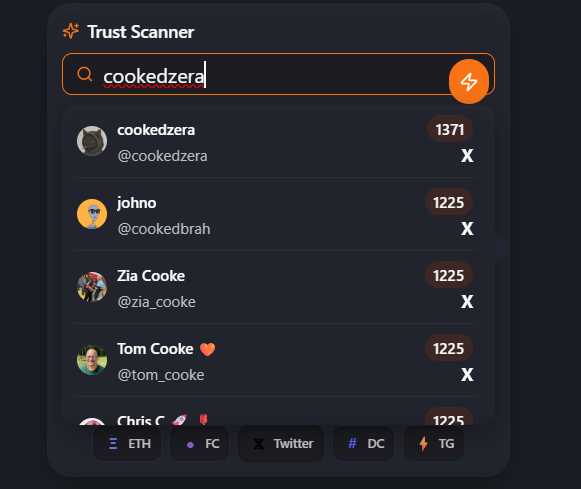 Trust Scanner
cookedzera
cookedzera 1371
@cookedzera X
johno 1225
@cookedbrah X
Zia Cooke 1225
@zia_cooke X
Tom Cooke 🧡 1225
@tom_cooke X
Chris C 🚀 1225
Ξ ETH FC X Twitter # DC TG